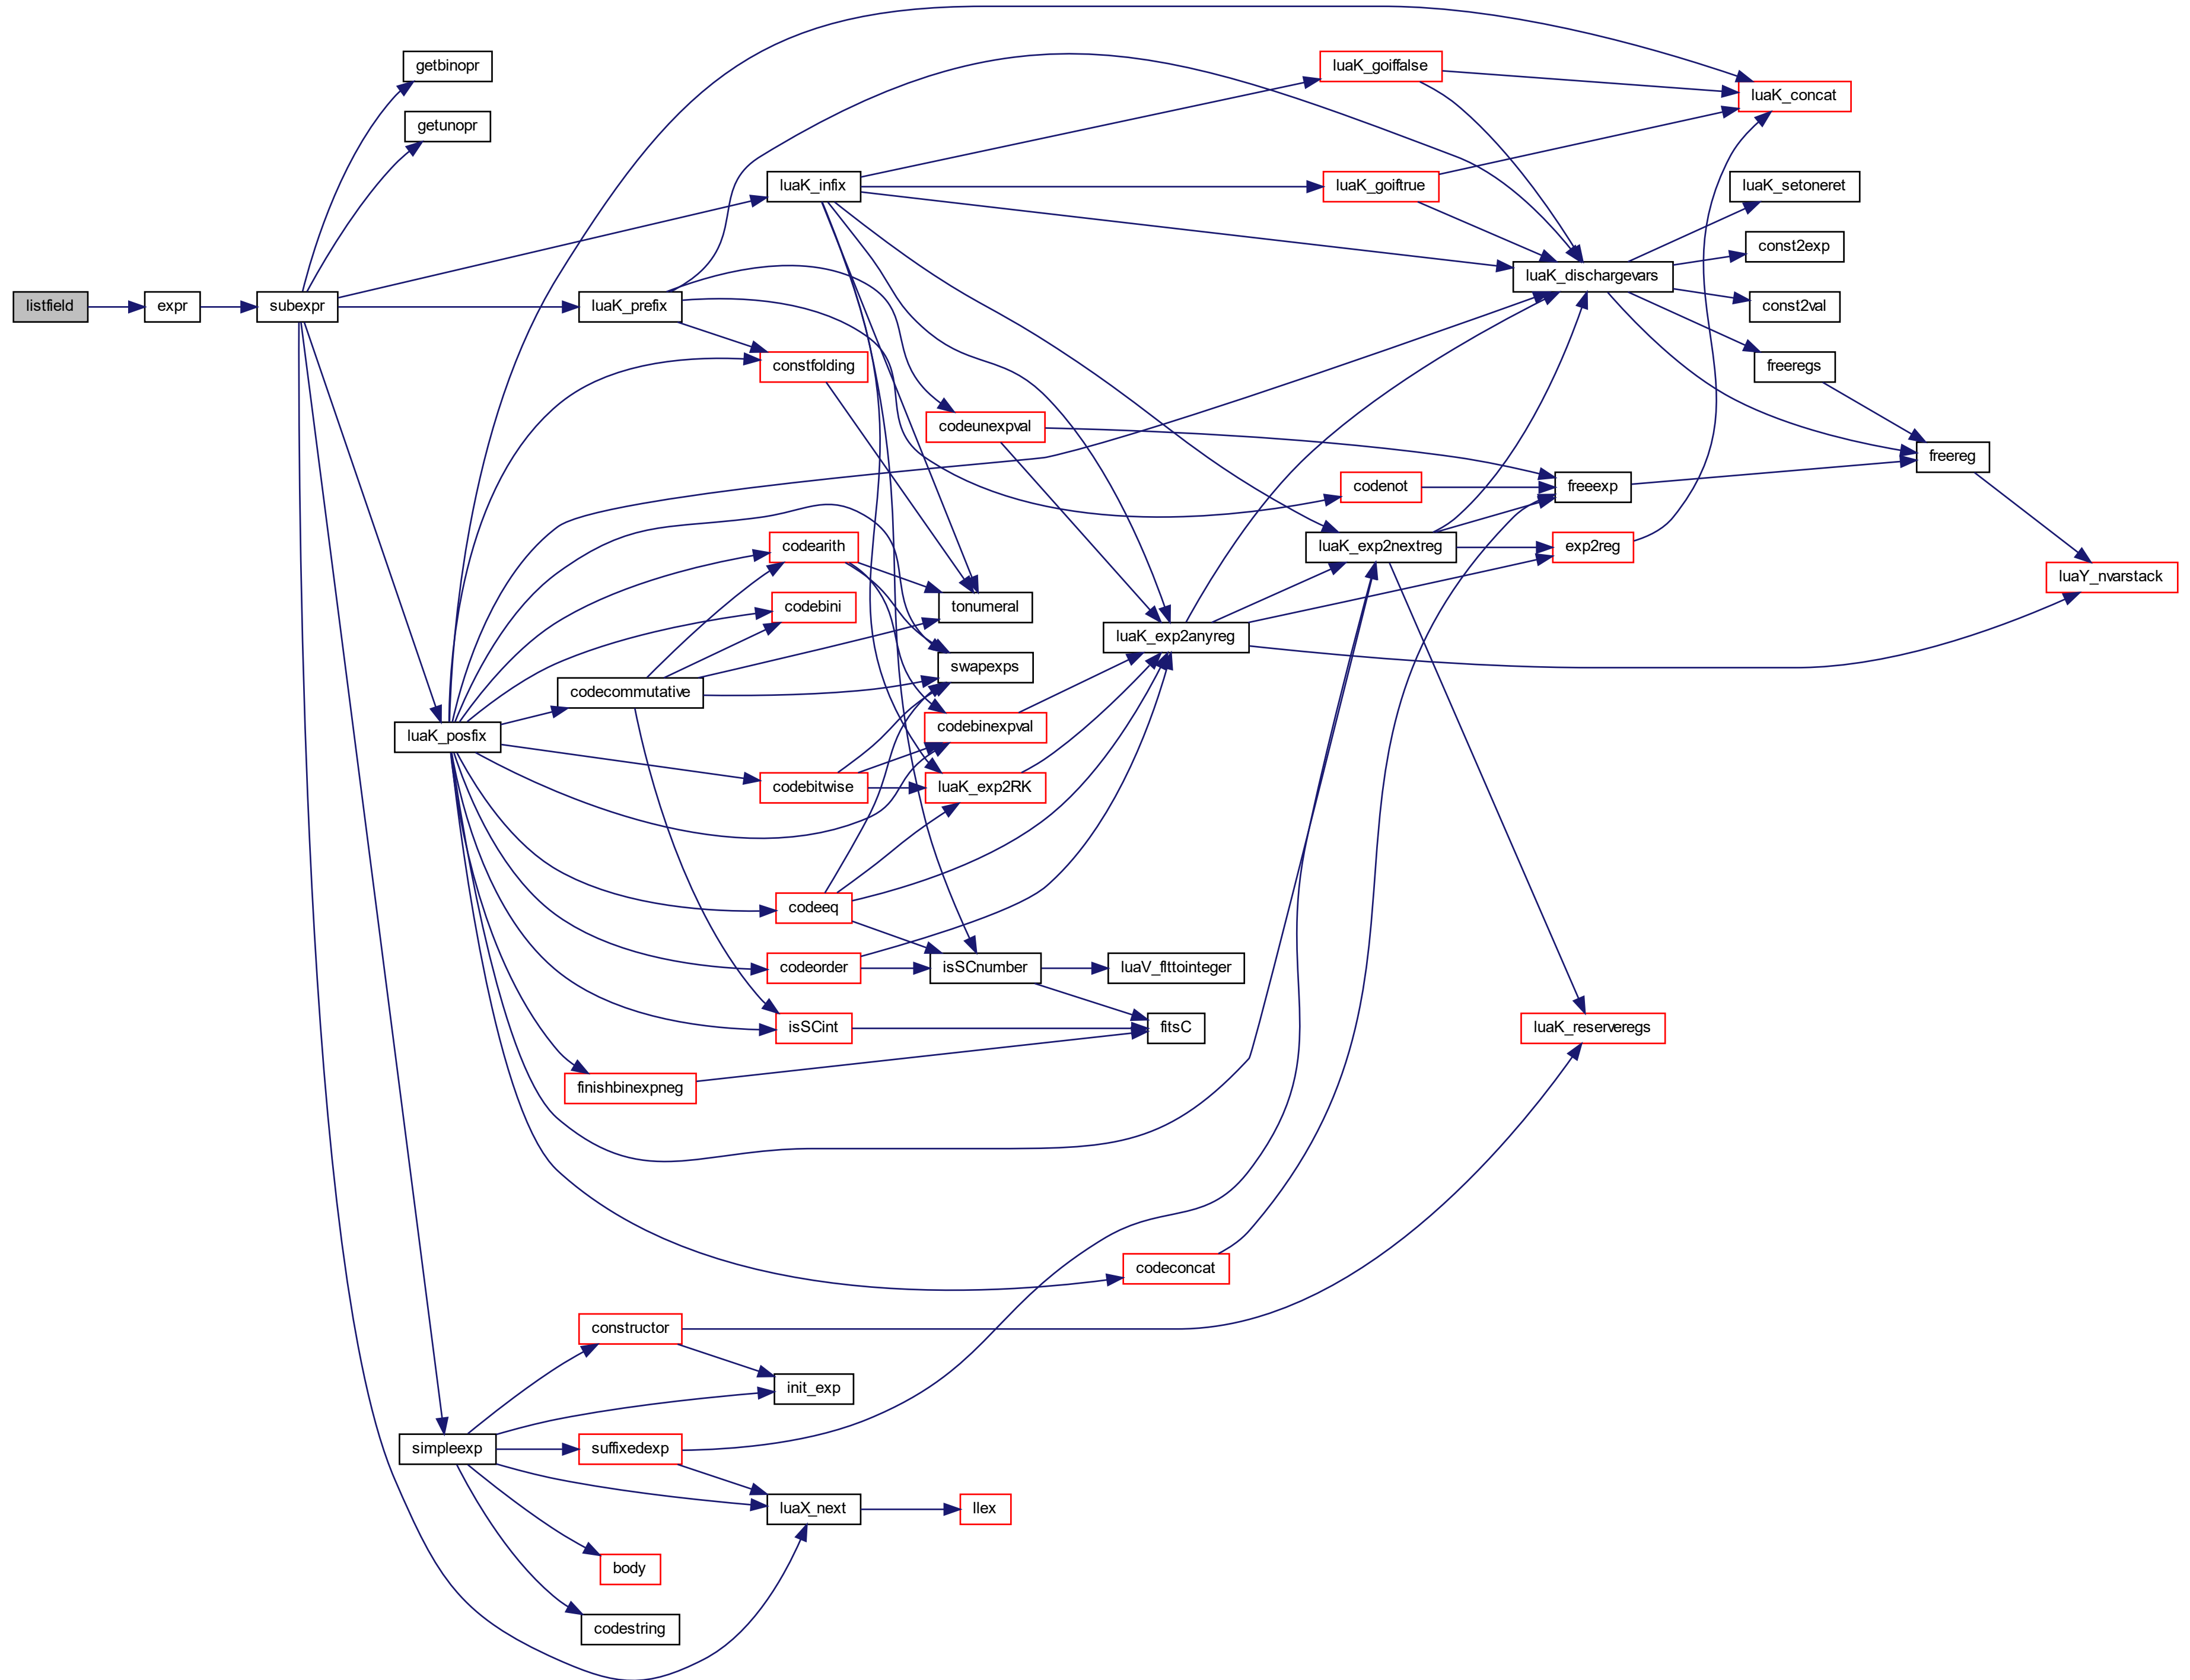 listfield
expr
subexpr
getbinopr
getunopr
luaK_infix
luaK_prefix
constfolding
codeunexpval
codearith
codebini
tonumeral
swapexps
codecommutative
codebinexpval
luaK_posfix
codebitwise
luaK_exp2RK
codeeq
codeorder
isSCnumber
luaV_flttointeger
isSCint
fitsC
finishbinexpneg
luaK_goiffalse
luaK_concat
luaK_goiftrue
luaK_setoneret
const2exp
luaK_dischargevars
const2val
freeregs
freereg
codenot
freeexp
luaK_exp2nextreg
exp2reg
luaY_nvarstack
luaK_exp2anyreg
luaK_reserveregs
codeconcat
constructor
init_exp
simpleexp
suffixedexp
luaX_next
llex
body
codestring